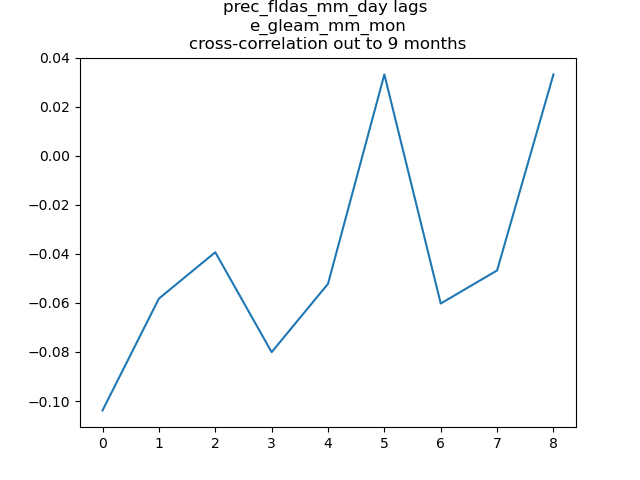 prec_fldas_mm_day lags
e_gleam_mm_mon
cross-correlation out to 9 months
0.04
0.02
0.00
−0.02
−0.04
−0.06
−0.08
−0.10
0 1 2 3 4 5 6 7 8